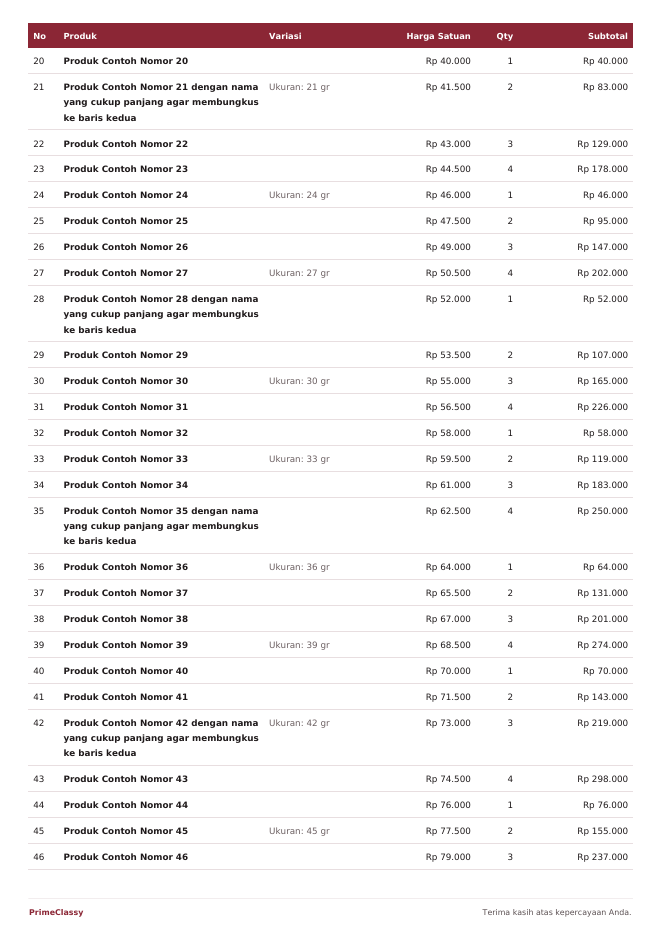 No Produk Variasi Harga Satuan Qty Subtotal
20 Produk Contoh Nomor 20 Rp 40.000 1 Rp 40.000
21 Produk Contoh Nomor 21 dengan nama Ukuran: 21 gr Rp 41.500 2 Rp 83.000
yang cukup panjang agar membungkus
ke baris kedua
22 Produk Contoh Nomor 22 Rp 43.000 3 Rp 129.000
23 Produk Contoh Nomor 23 Rp 44.500 4 Rp 178.000
24 Produk Contoh Nomor 24 Ukuran: 24 gr Rp 46.000 1 Rp 46.000
25 Produk Contoh Nomor 25 Rp 47.500 2 Rp 95.000
26 Produk Contoh Nomor 26 Rp 49.000 3 Rp 147.000
27 Produk Contoh Nomor 27 Ukuran: 27 gr Rp 50.500 4 Rp 202.000
28 Produk Contoh Nomor 28 dengan nama Rp 52.000 1 Rp 52.000
yang cukup panjang agar membungkus
ke baris kedua
29 Produk Contoh Nomor 29 Rp 53.500 2 Rp 107.000
30 Produk Contoh Nomor 30 Ukuran: 30 gr Rp 55.000 3 Rp 165.000
31 Produk Contoh Nomor 31 Rp 56.500 4 Rp 226.000
32 Produk Contoh Nomor 32 Rp 58.000 1 Rp 58.000
33 Produk Contoh Nomor 33 Ukuran: 33 gr Rp 59.500 2 Rp 119.000
34 Produk Contoh Nomor 34 Rp 61.000 3 Rp 183.000
35 Produk Contoh Nomor 35 dengan nama Rp 62.500 4 Rp 250.000
yang cukup panjang agar membungkus
ke baris kedua
36 Produk Contoh Nomor 36 Ukuran: 36 gr Rp 64.000 1 Rp 64.000
37 Produk Contoh Nomor 37 Rp 65.500 2 Rp 131.000
38 Produk Contoh Nomor 38 Rp 67.000 3 Rp 201.000
39 Produk Contoh Nomor 39 Ukuran: 39 gr Rp 68.500 4 Rp 274.000
40 Produk Contoh Nomor 40 Rp 70.000 1 Rp 70.000
41 Produk Contoh Nomor 41 Rp 71.500 2 Rp 143.000
42 Produk Contoh Nomor 42 dengan nama Ukuran: 42 gr Rp 73.000 3 Rp 219.000
yang cukup panjang agar membungkus
ke baris kedua
43 Produk Contoh Nomor 43 Rp 74.500 4 Rp 298.000
44 Produk Contoh Nomor 44 Rp 76.000 1 Rp 76.000
45 Produk Contoh Nomor 45 Ukuran: 45 gr Rp 77.500 2 Rp 155.000
46 Produk Contoh Nomor 46 Rp 79.000 3 Rp 237.000
PrimeClassy Terima kasih atas kepercayaan Anda.